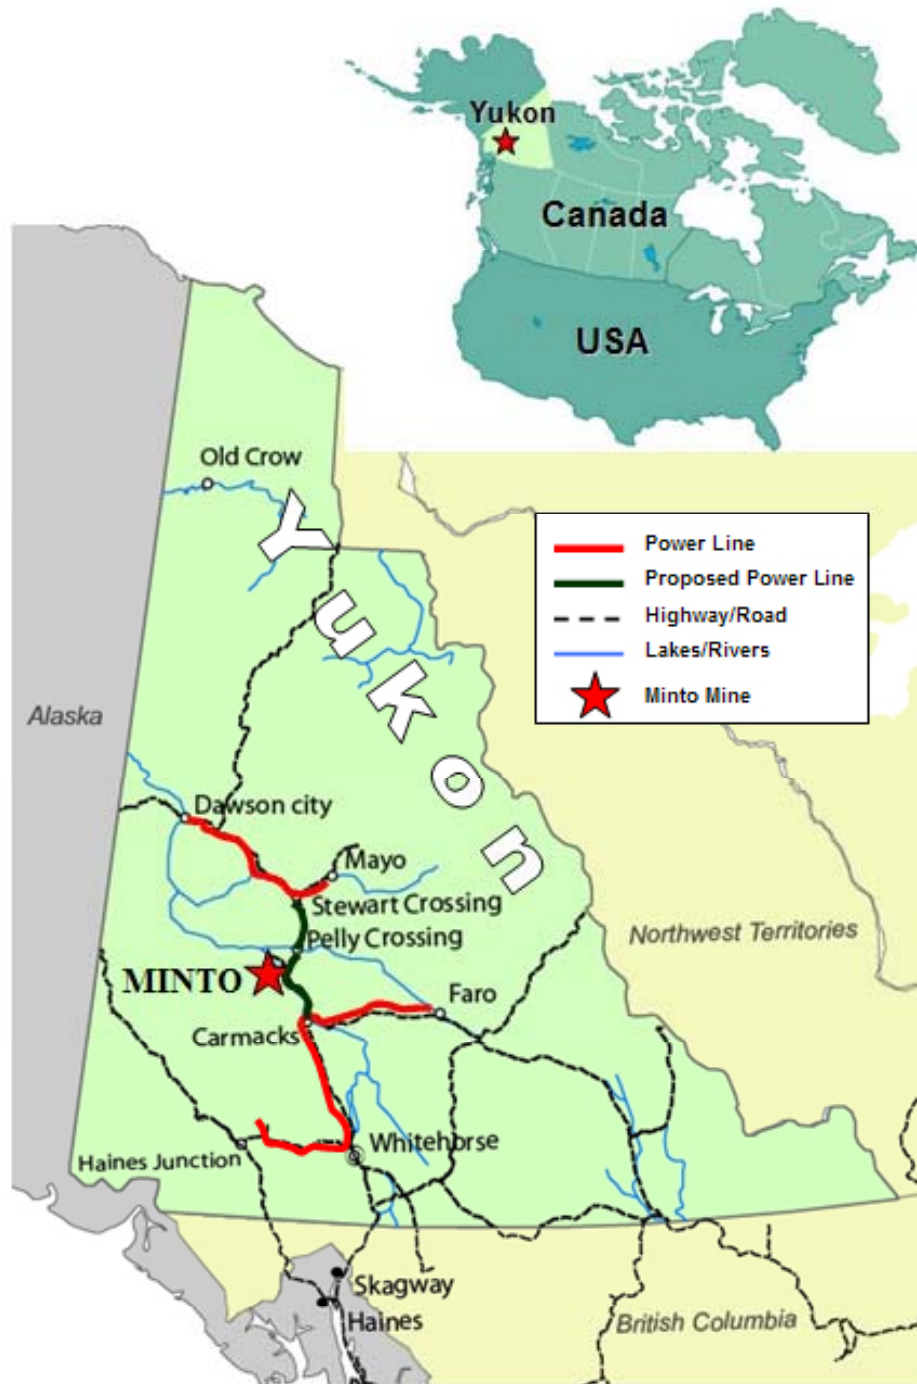 Yukon
Canada
USA
Old Crow
Yukon
Power Line
Proposed Power Line
Highway/Road
Lakes/Rivers
Minto Mine
Alaska
Dawson city
Mayo
Stewart Crossing
Pelly Crossing
Northwest Territories
MINTO
Faro
Carmacks
Whitehorse
Haines Junction
Skagway
Haines
British Columbia